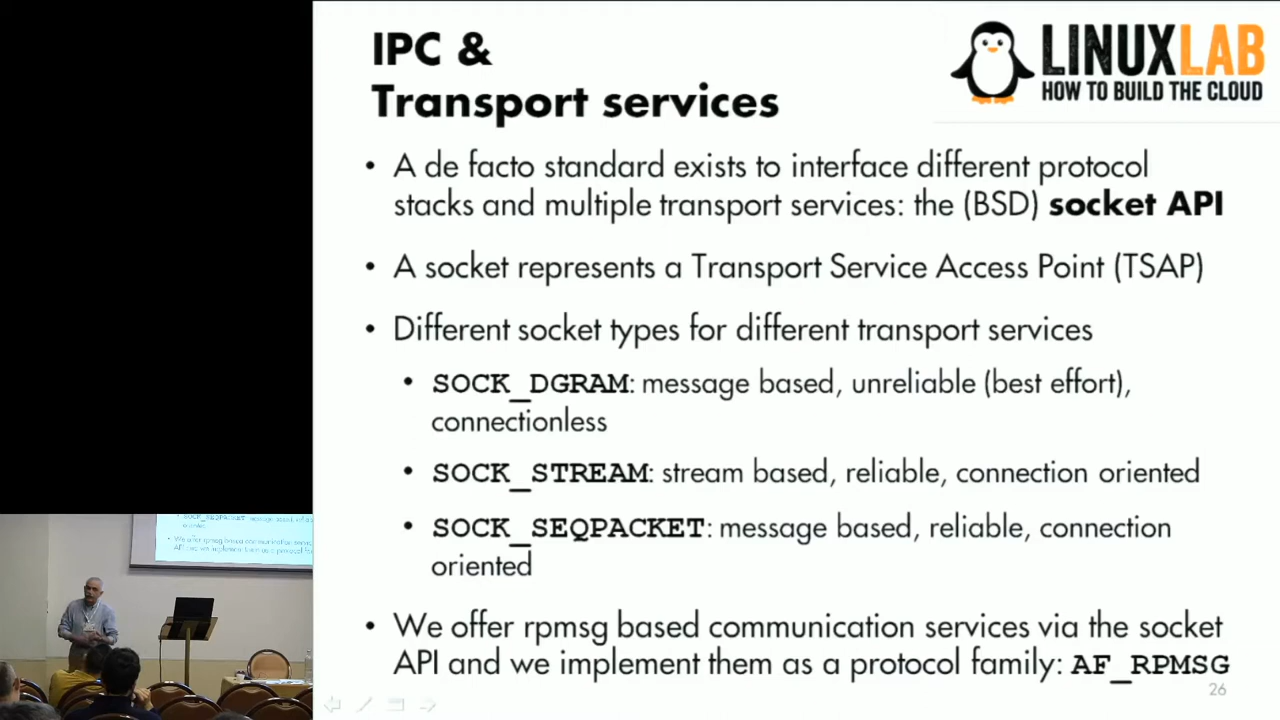 IPC &
Transport services
LINUXLAB
HOW TO BUILD THE CLOUD
• A de facto standard exists to interface different protocol
stacks and multiple transport services: the (BSD) socket API
• A socket represents a Transport Service Access Point (TSAP)
• Different socket types for different transport services
• SOCK_DGRAM: message based, unreliable (best effort),
connectionless
• SOCK_STREAM: stream based, reliable, connection oriented
• SOCK_SEQPACKET: message based, reliable, connection
oriented
• We offer rpmsg based communication services via the socket
API and we implement them as a protocol family: AF_RPMSG
26